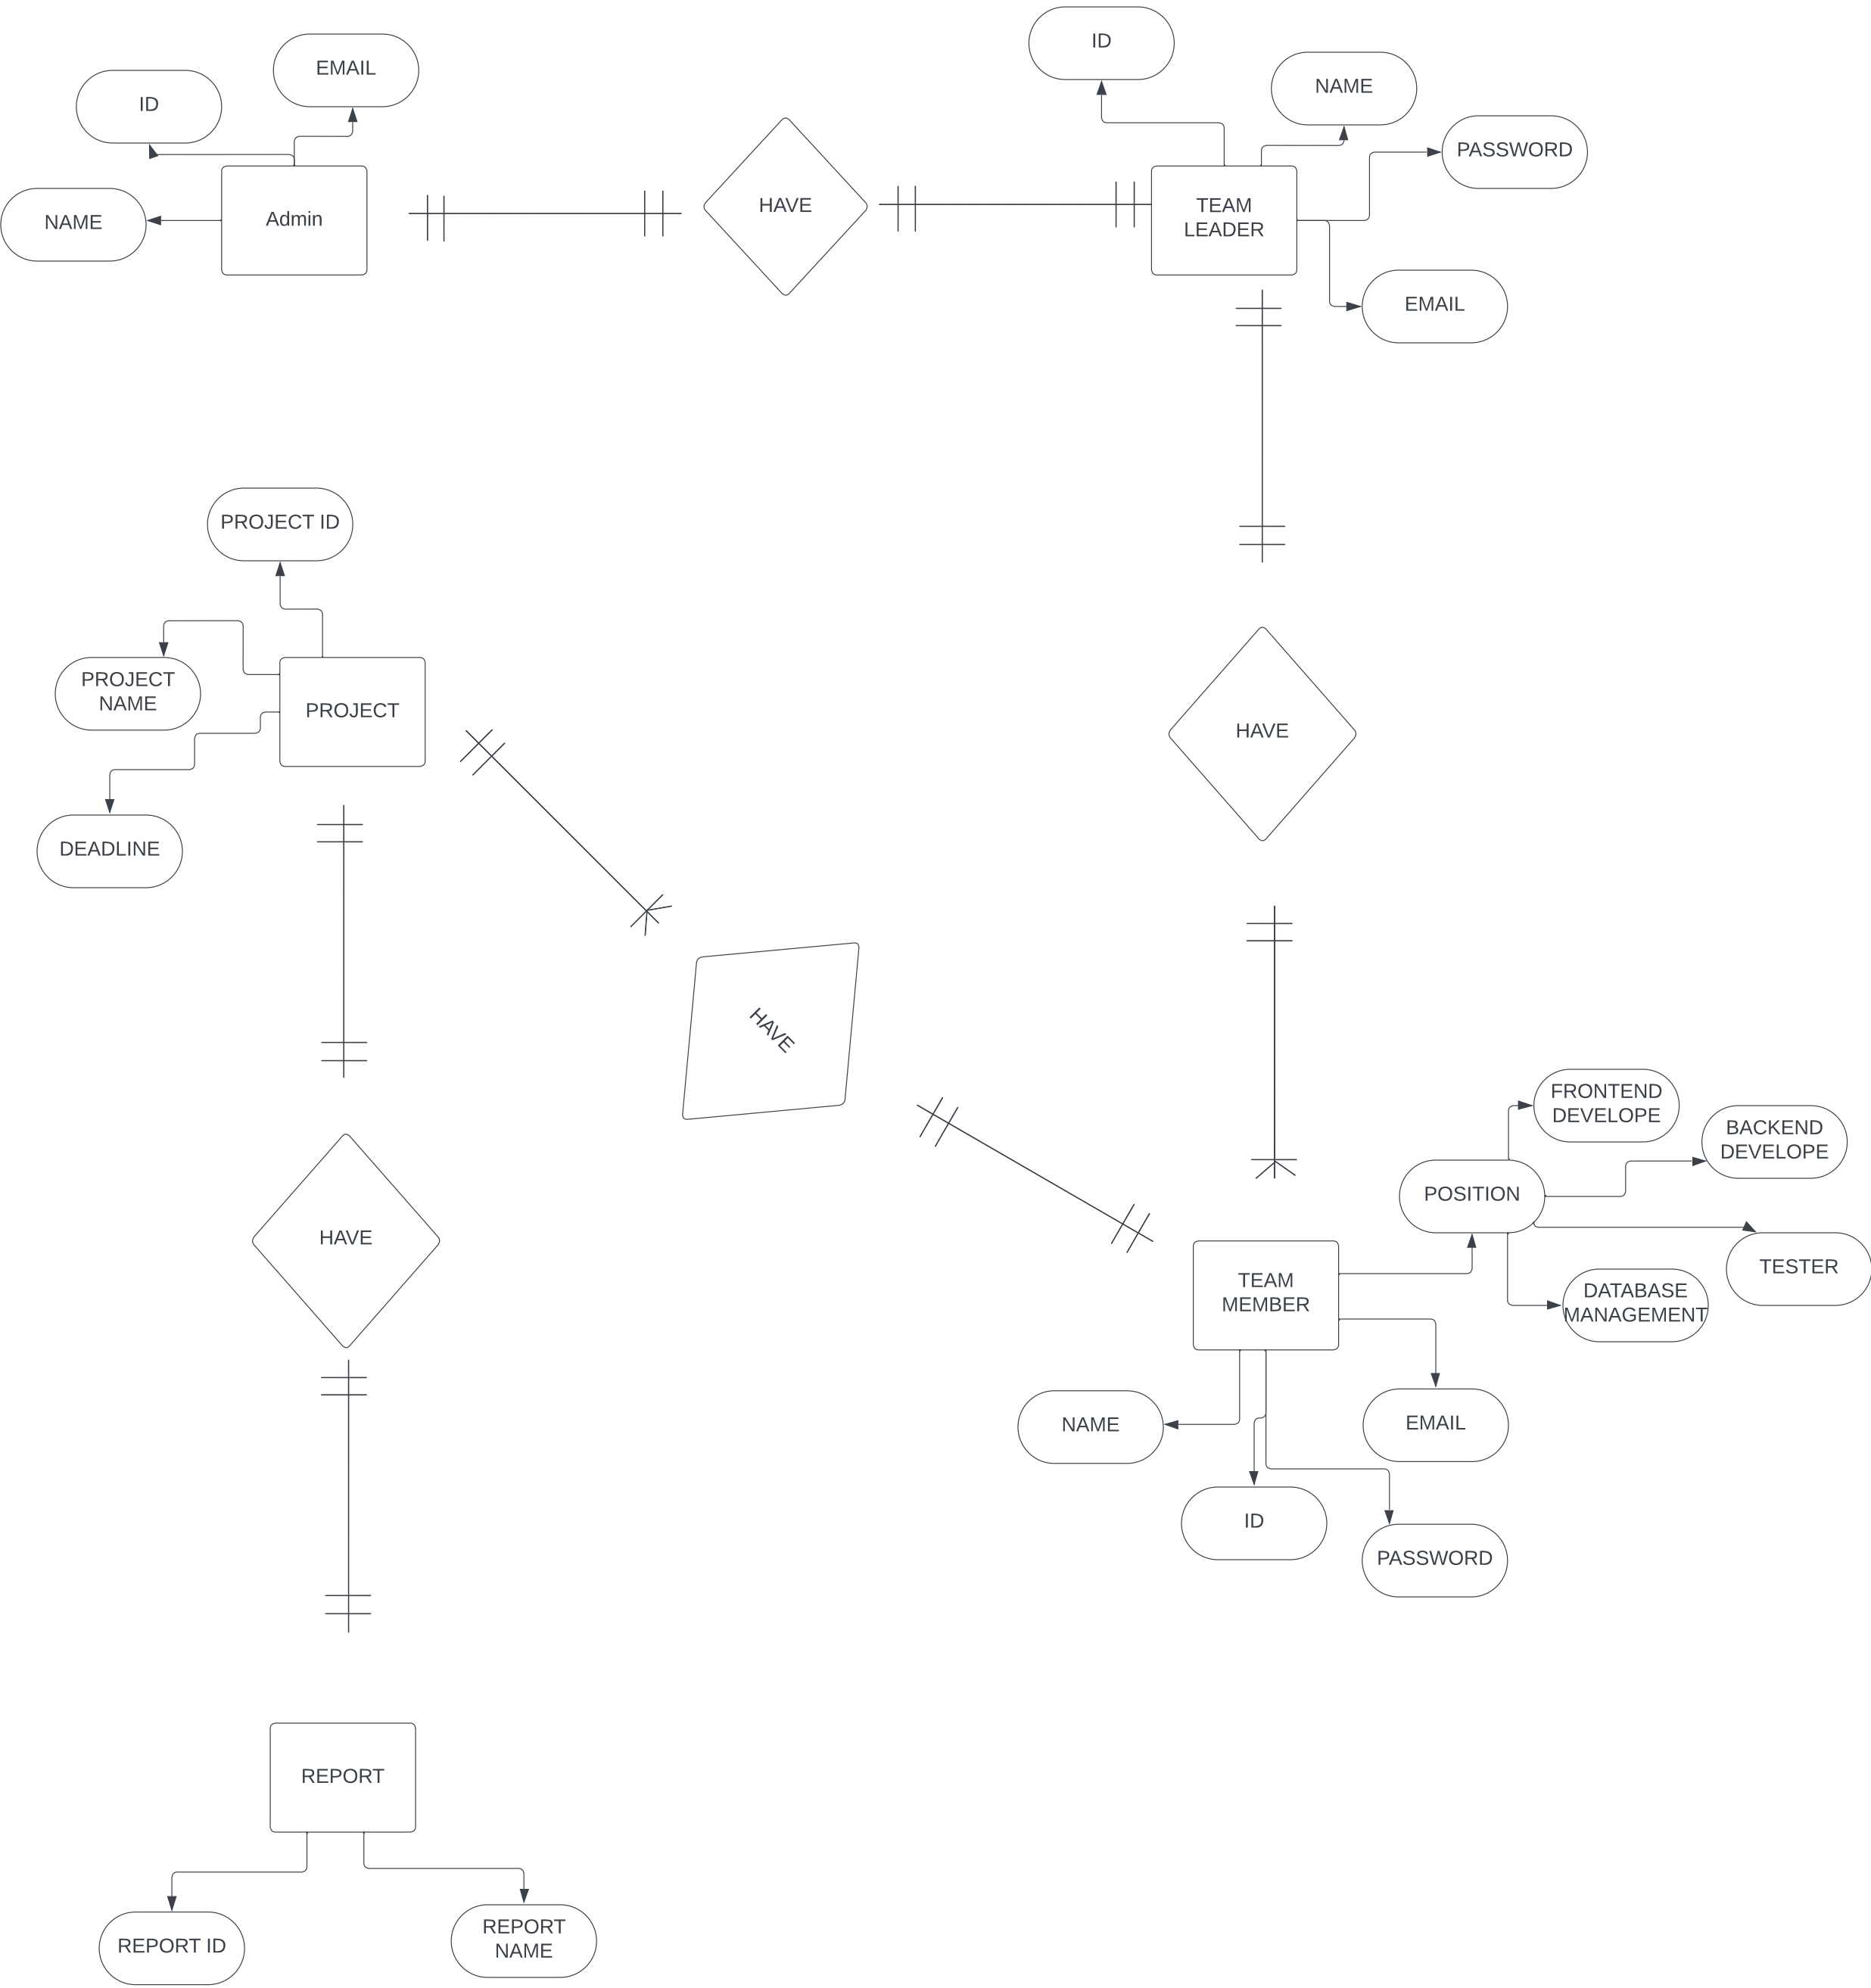 ID
EMAIL
NAME
Admin
HAVE
ID
NAME
PASSWORD
TEAM
LEADER
EMAIL
PROJECT ID
PROJECT
NAME
PROJECT
DEADLINE
HAVE
HAVE
FRONTEND
DEVELOPE
BACKEND
DEVELOPE
POSITION
TESTER
DATABASE
MANAGEMENT
TEAM
MEMBER
HAVE
NAME
EMAIL
ID
PASSWORD
REPORT
REPORT ID
REPORT
NAME